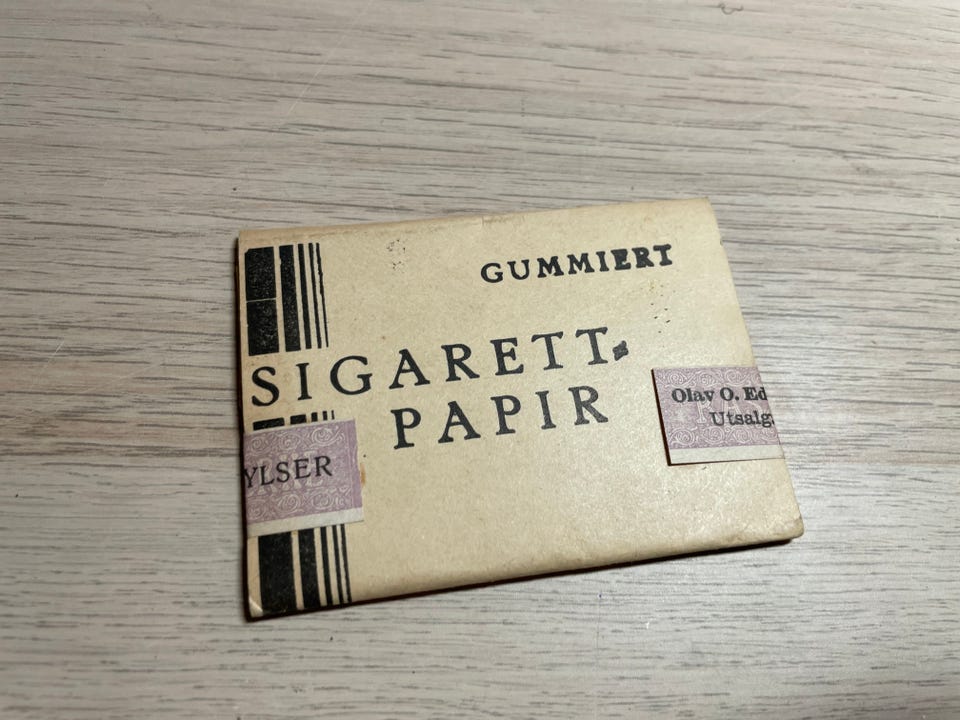 GUMMIERT
SIGARETT-
PAPIR
YLSER
Olav O. Ed
Utsalg